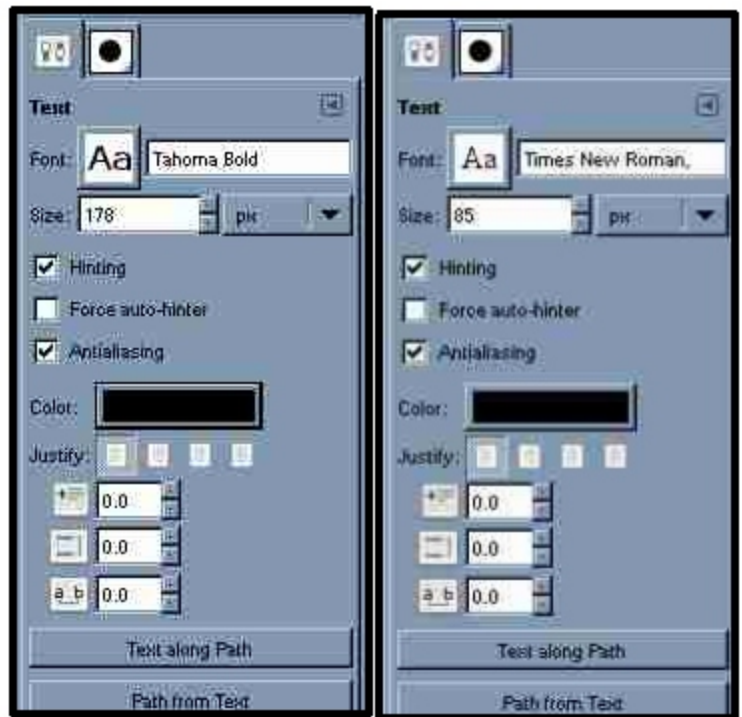 Text
Font: Aa Tahoma Bold
Size: 178 px
Hinting
Force auto-hinter
Antialiasing
Color:
Justify:
0.0
0.0
a b 0.0
Text along Path
Path from Text
Text
Font: Aa Times New Roman,
Size: 85 px
Hinting
Force auto-hinter
Antialiasing
Color:
Justify:
0.0
0.0
a b 0.0
Text along Path
Path from Text